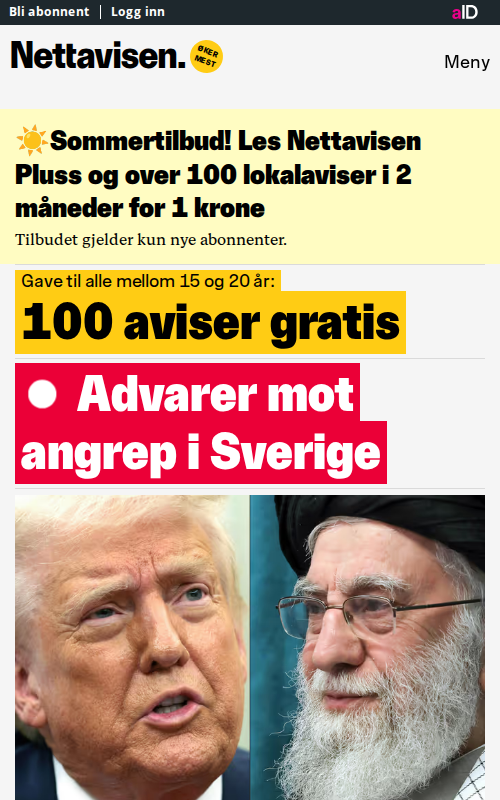 Bli abonnent | Logg inn
aID
Nettavisen.
ØKER
MEST
Meny
☀️Sommertilbud! Les Nettavisen
Pluss og over 100 lokalaviser i 2
måneder for 1 krone
Tilbudet gjelder kun nye abonnenter.
Gave til alle mellom 15 og 20 år:
100 aviser gratis
Advarer mot
angrep i Sverige